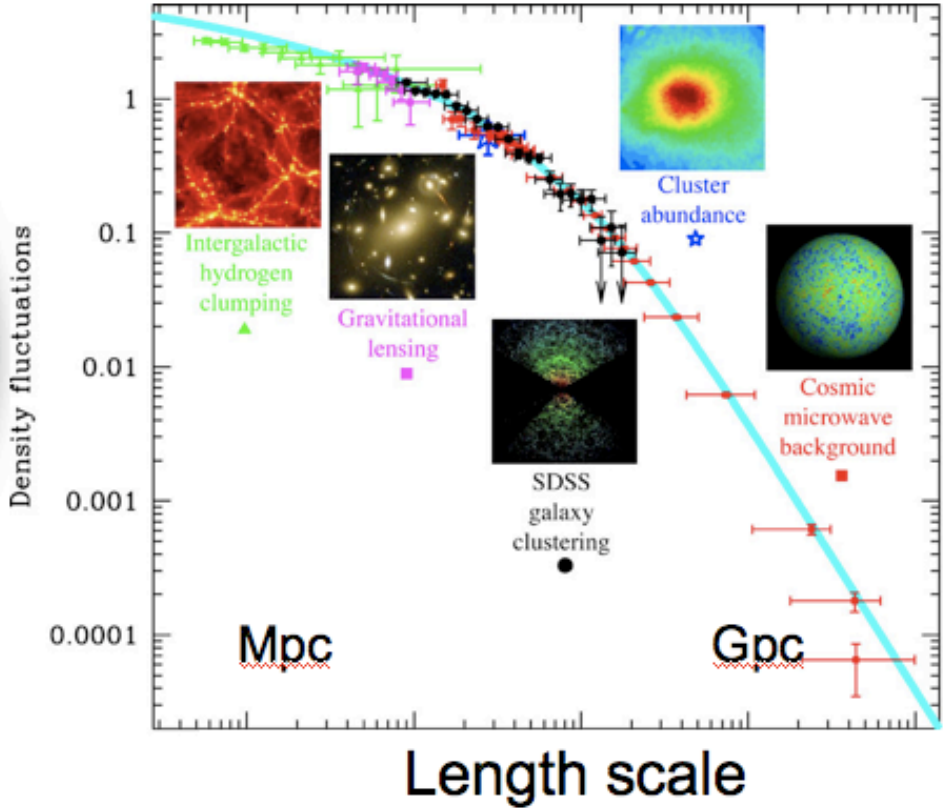 Density fluctuations
1
0.1
0.01
0.001
0.0001
Intergalactic
hydrogen
clumping
Gravitational
lensing
SDSS
galaxy
clustering
Cluster
abundance
Cosmic
microwave
background
Mpc
Gpc
Length scale